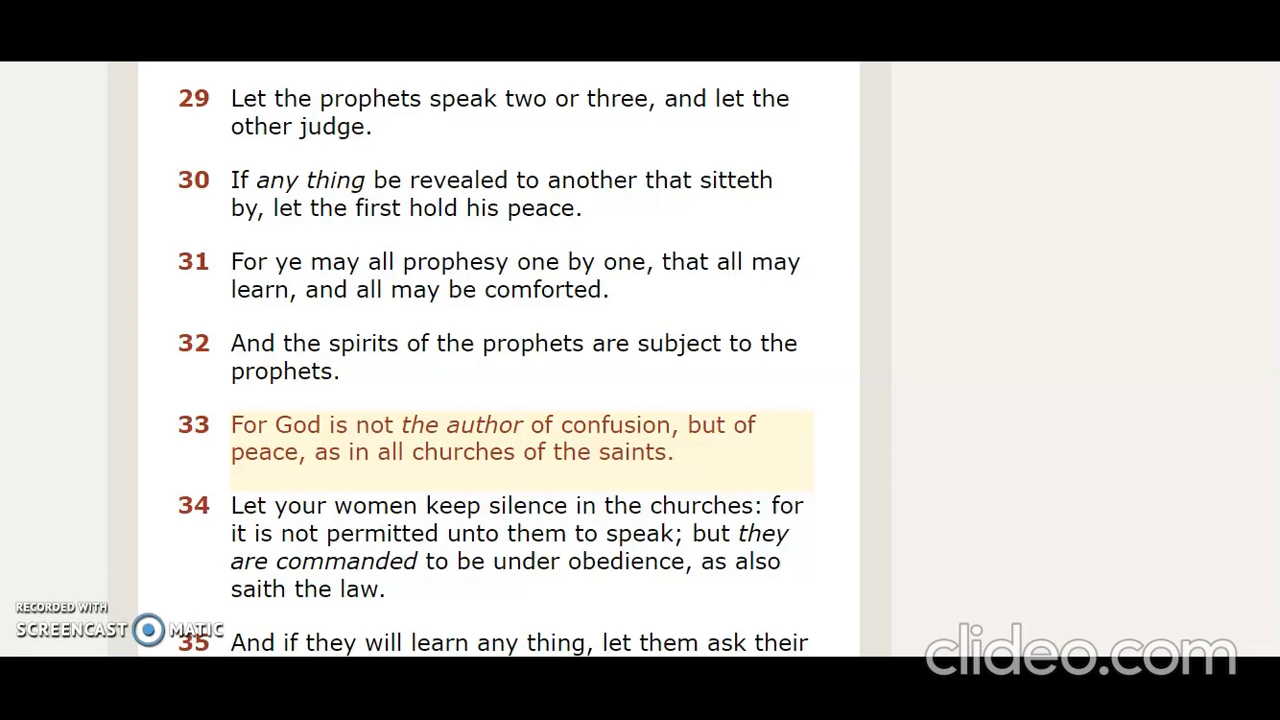 29 Let the prophets speak two or three, and let the
other judge.
30 If any thing be revealed to another that sitteth
by, let the first hold his peace.
31 For ye may all prophesy one by one, that all may
learn, and all may be comforted.
32 And the spirits of the prophets are subject to the
prophets.
33 For God is not the author of confusion, but of
peace, as in all churches of the saints.
34 Let your women keep silence in the churches: for
it is not permitted unto them to speak; but they
are commanded to be under obedience, as also
saith the law.
35 And if they will learn any thing, let them ask their
RECORDED WITH
SCREENCAST MATIC
clideo.com